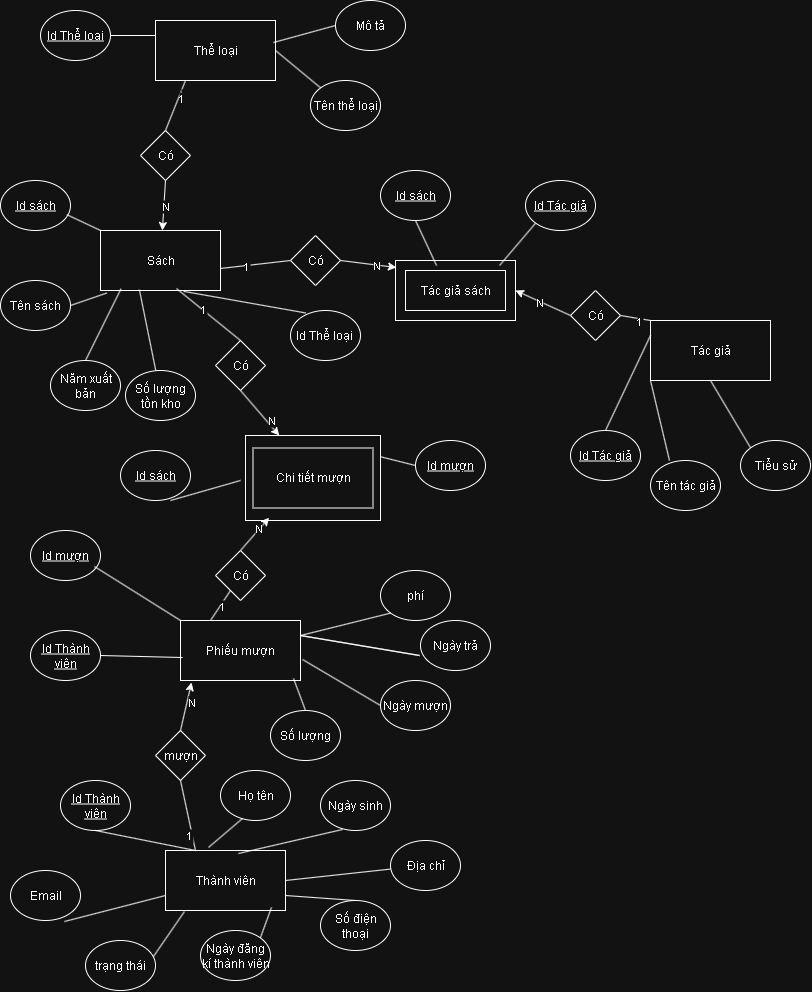 Id Thể loại
Thể loại
Mô tả
Tên thể loại
1
Có
N
Id sách
Sách
1
Có
N
Id sách
Id Tác giả
Tác giả sách
N
Có
1
Tác giả
Tên sách
Năm xuất
bản
Số lượng
tồn kho
1
Có
N
Id Thể loại
Id Tác giả
Tên tác giả
Tiểu sử
Id sách
Chi tiết mượn
Id mượn
N
Có
1
Id mượn
Id Thành
viên
Phiếu mượn
phí
Ngày trả
Ngày mượn
Số lượng
N
mượn
1
Id Thành
viên
Họ tên
Ngày sinh
Thành viên
Địa chỉ
Email
trạng thái
Ngày đăng
kí thành viên
Số điện
thoại